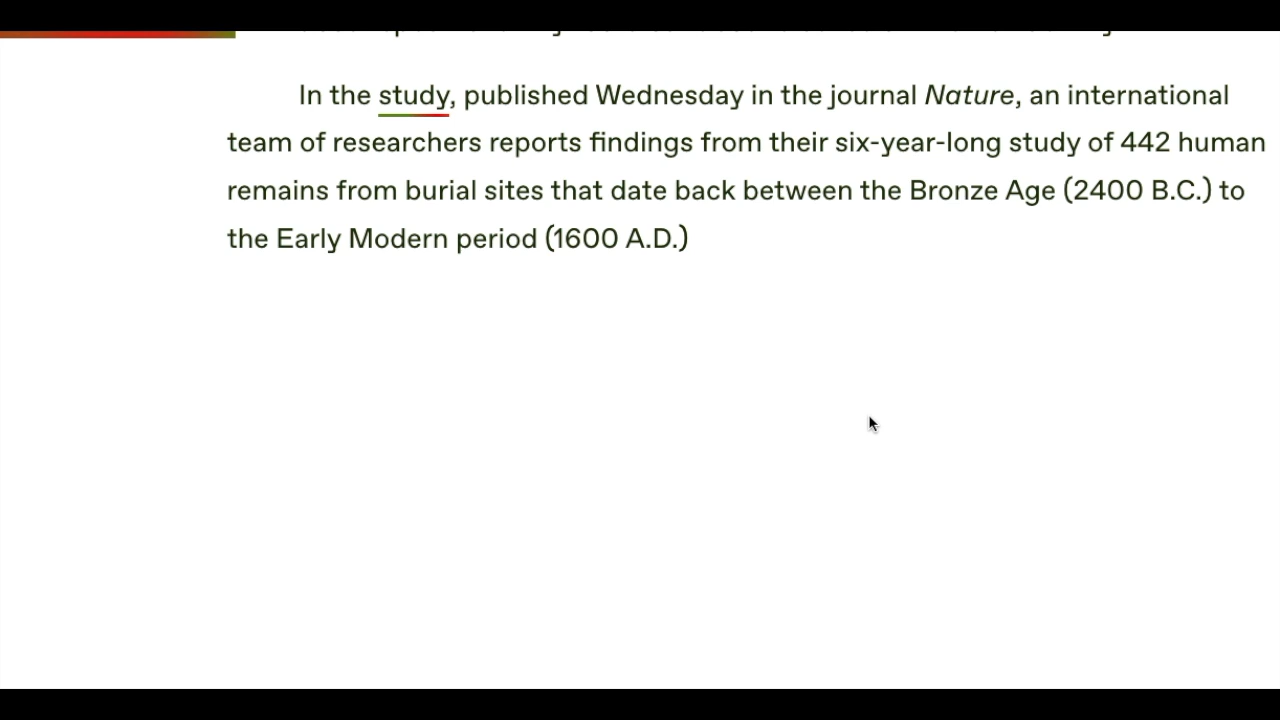 In the study, published Wednesday in the journal Nature, an international
team of researchers reports findings from their six-year-long study of 442 human
remains from burial sites that date back between the Bronze Age (2400 B.C.) to
the Early Modern period (1600 A.D.)